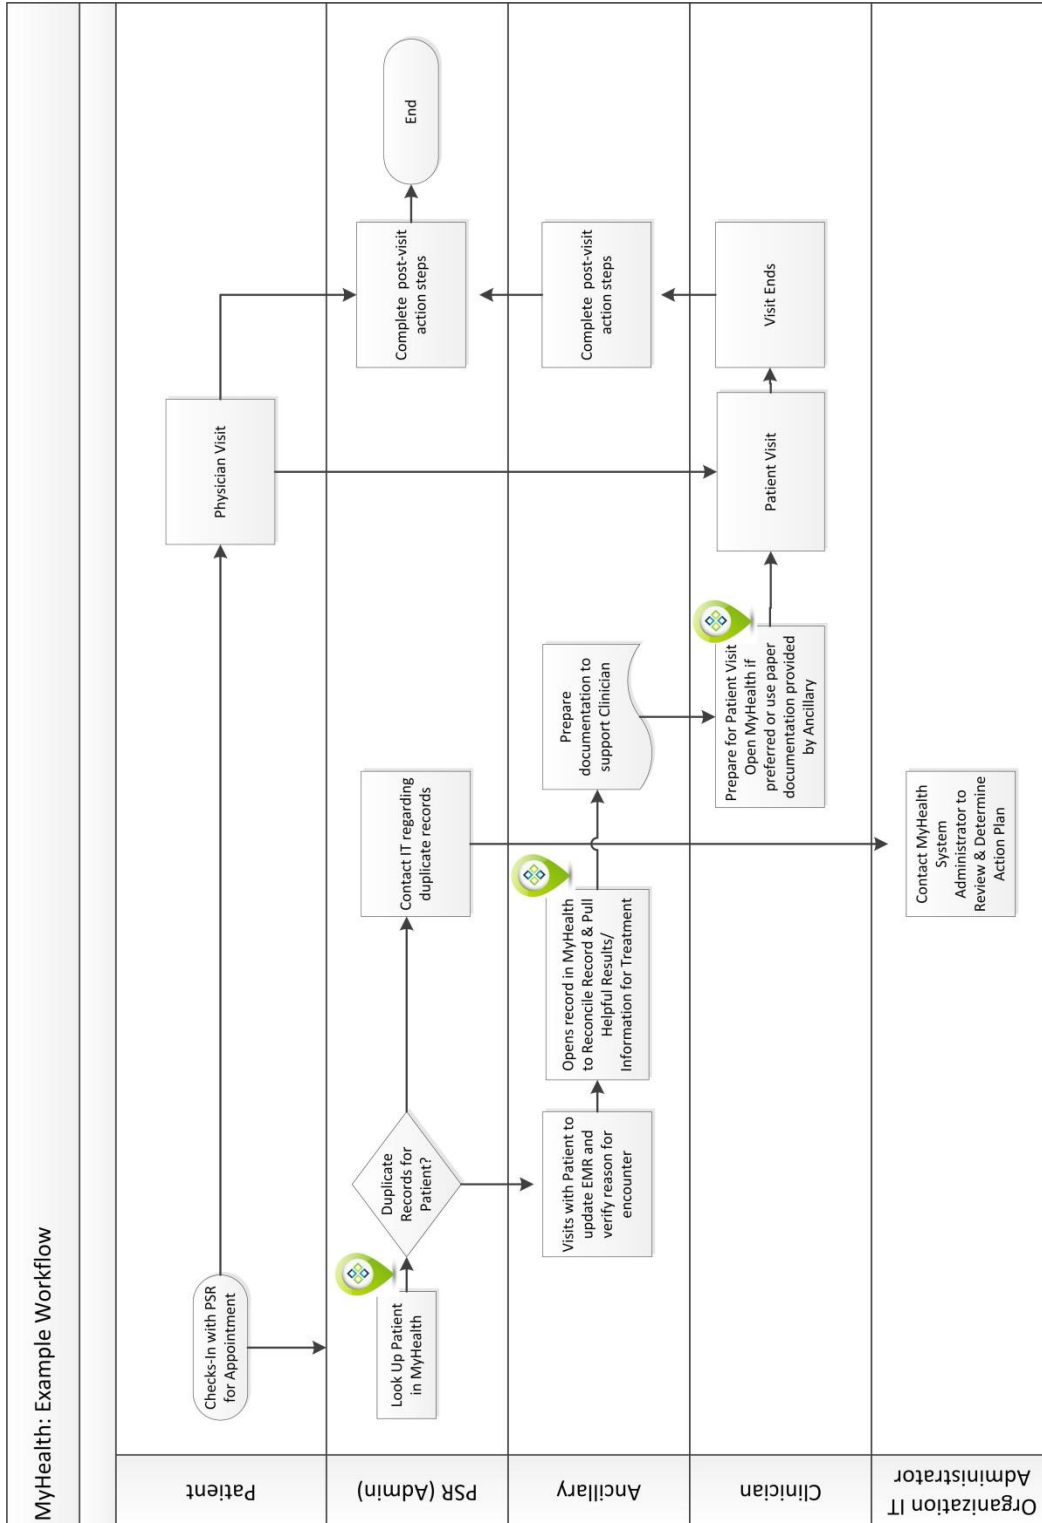 MyHealth: Example Workflow
Patient
Checks-In with PSR
for Appointment
Physician Visit
PSR (Admin)
Look Up Patient
in MyHealth
Duplicate
Records for
Patient?
Contact IT regarding
duplicate records
Complete post-visit
action steps
End
Ancillary
Visits with Patient to
update EMR and
verify reason for
encounter
Opens record in MyHealth
to Reconcile Record & Pull
Helpful Results/
Information for Treatment
Prepare
documentation to
support Clinician
Complete post-visit
action steps
Clinician
Prepare for Patient Visit
Open MyHealth if
preferred or use paper
documentation provided
by Ancillary
Patient Visit
Visit Ends
Organization IT
Administrator
Contact MyHealth
System
Administrator to
Review & Determine
Action Plan